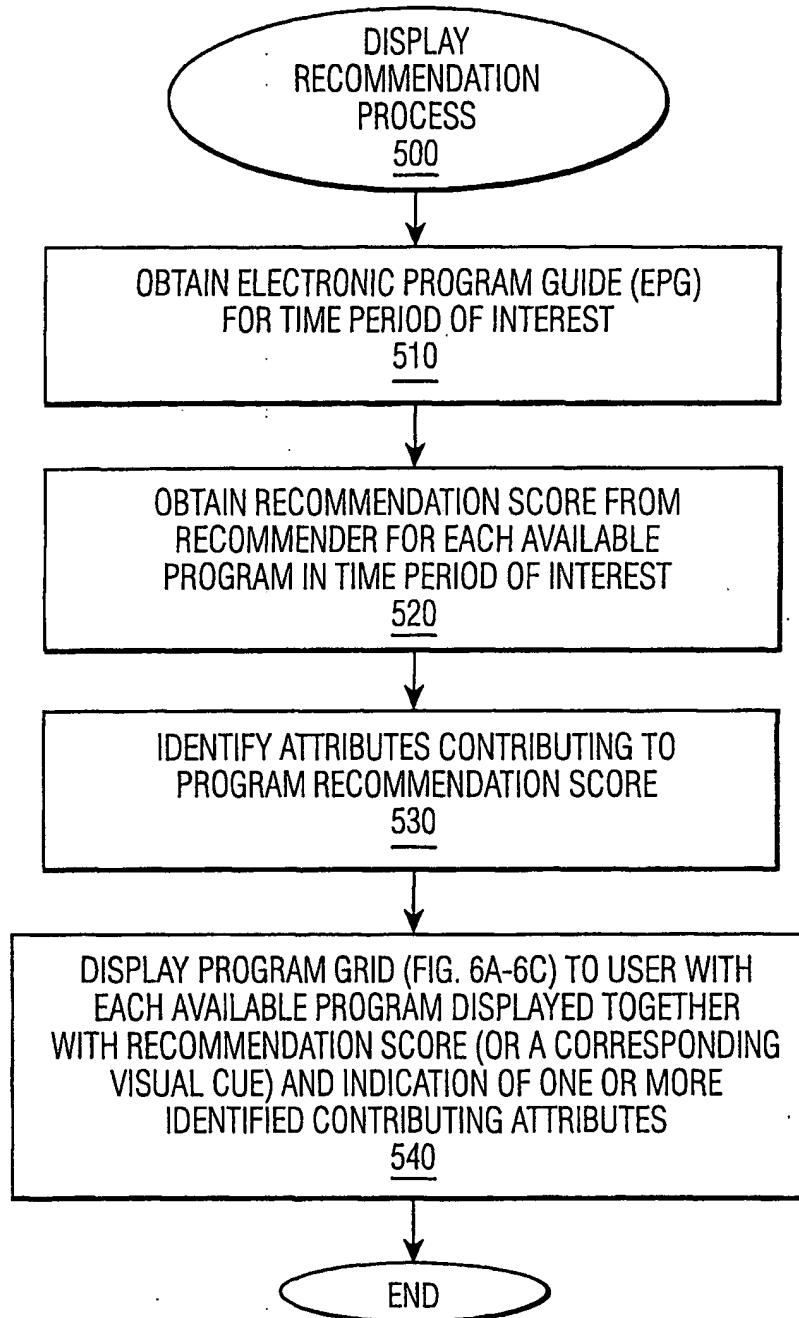 DISPLAY
RECOMMENDATION
PROCESS
500
OBTAIN ELECTRONIC PROGRAM GUIDE (EPG)
FOR TIME PERIOD OF INTEREST
510
OBTAIN RECOMMENDATION SCORE FROM
RECOMMENDER FOR EACH AVAILABLE
PROGRAM IN TIME PERIOD OF INTEREST
520
IDENTIFY ATTRIBUTES CONTRIBUTING TO
PROGRAM RECOMMENDATION SCORE
530
DISPLAY PROGRAM GRID (FIG. 6A-6C) TO USER WITH
EACH AVAILABLE PROGRAM DISPLAYED TOGETHER
WITH RECOMMENDATION SCORE (OR A CORRESPONDING
VISUAL CUE) AND INDICATION OF ONE OR MORE
IDENTIFIED CONTRIBUTING ATTRIBUTES
540
END